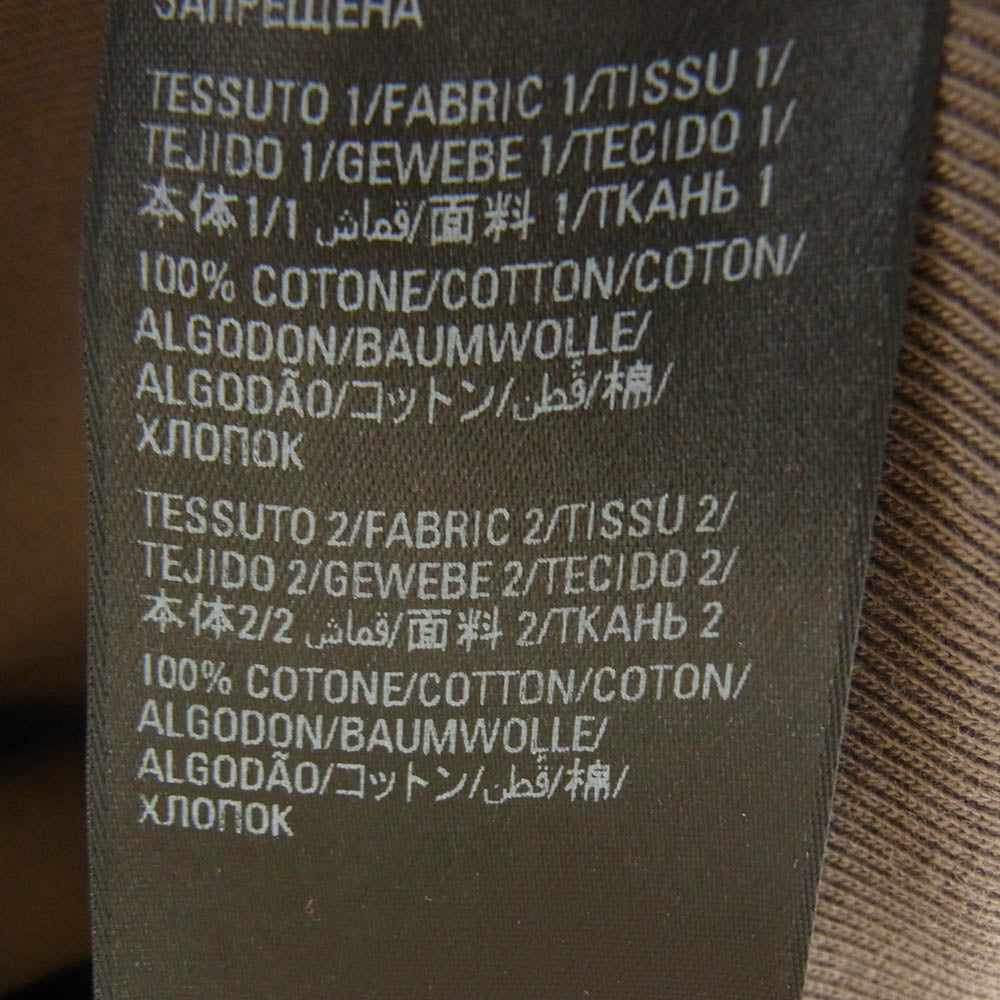 ЗАПРЕЩЕНА
TESSUTO 1/FABRIC 1/TISSU 1/
TEJIDO 1/GEWEBE 1/TECIDO 1/
本体1/1 قماش/面料 1/ТКАНЬ 1
100% COTONE/COTTON/COTON/
ALGODON/BAUMWOLLE/
ALGODÃO/コットン/قُطن/棉/
ХЛОПОК
TESSUTO 2/FABRIC 2/TISSU 2/
TEJIDO 2/GEWEBE 2/TECIDO 2/
本体2/2 قماش/面料 2/ТКАНЬ 2
100% COTONE/COTTON/COTON/
ALGODON/BAUMWOLLE/
ALGODÃO/コットン/قُطن/棉/
ХЛОПОК